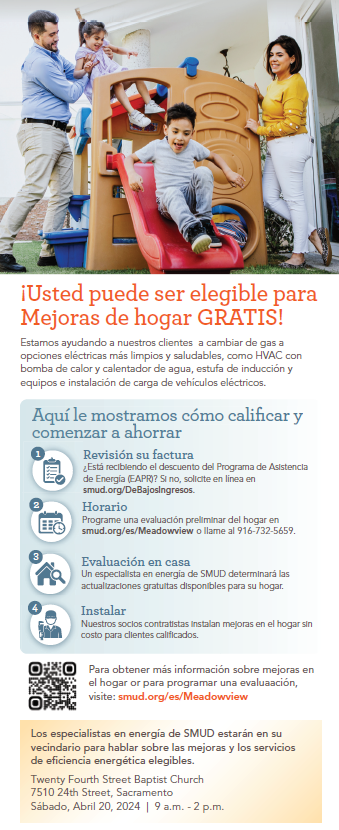 ¡Usted puede ser elegible para
Mejoras de hogar GRATIS!
Estamos ayudando a nuestros clientes a cambiar de gas a
opciones eléctricas más limpios y saludables, como HVAC con
bomba de calor y calentador de agua, estufa de inducción y
equipos e instalación de carga de vehículos eléctricos.
Aquí le mostramos cómo calificar y
comenzar a ahorrar
1
Revisión su factura
¿Está recibiendo el descuento del Programa de Asistencia
de Energía (EAPR)? Si no, solicite en línea en
smud.org/DeBajosIngresos.
2
Horario
Programe una evaluación preliminar del hogar en
smud.org/es/Meadowview o llame al 916-732-5659.
3
Evaluación en casa
Un especialista en energía de SMUD determinará las
actualizaciones gratuitas disponibles para su hogar.
4
Instalar
Nuestros socios contratistas instalan mejoras en el hogar sin
costo para clientes calificados.
Para obtener más información sobre mejoras en
el hogar or para programar una evaluaación,
visite: smud.org/es/Meadowview
Los especialistas en energía de SMUD estarán en su
vecindario para hablar sobre las mejoras y los servicios
de eficiencia energética elegibles.
Twenty Fourth Street Baptist Church
7510 24th Street, Sacramento
Sábado, Abril 20, 2024 | 9 a.m. - 2 p.m.